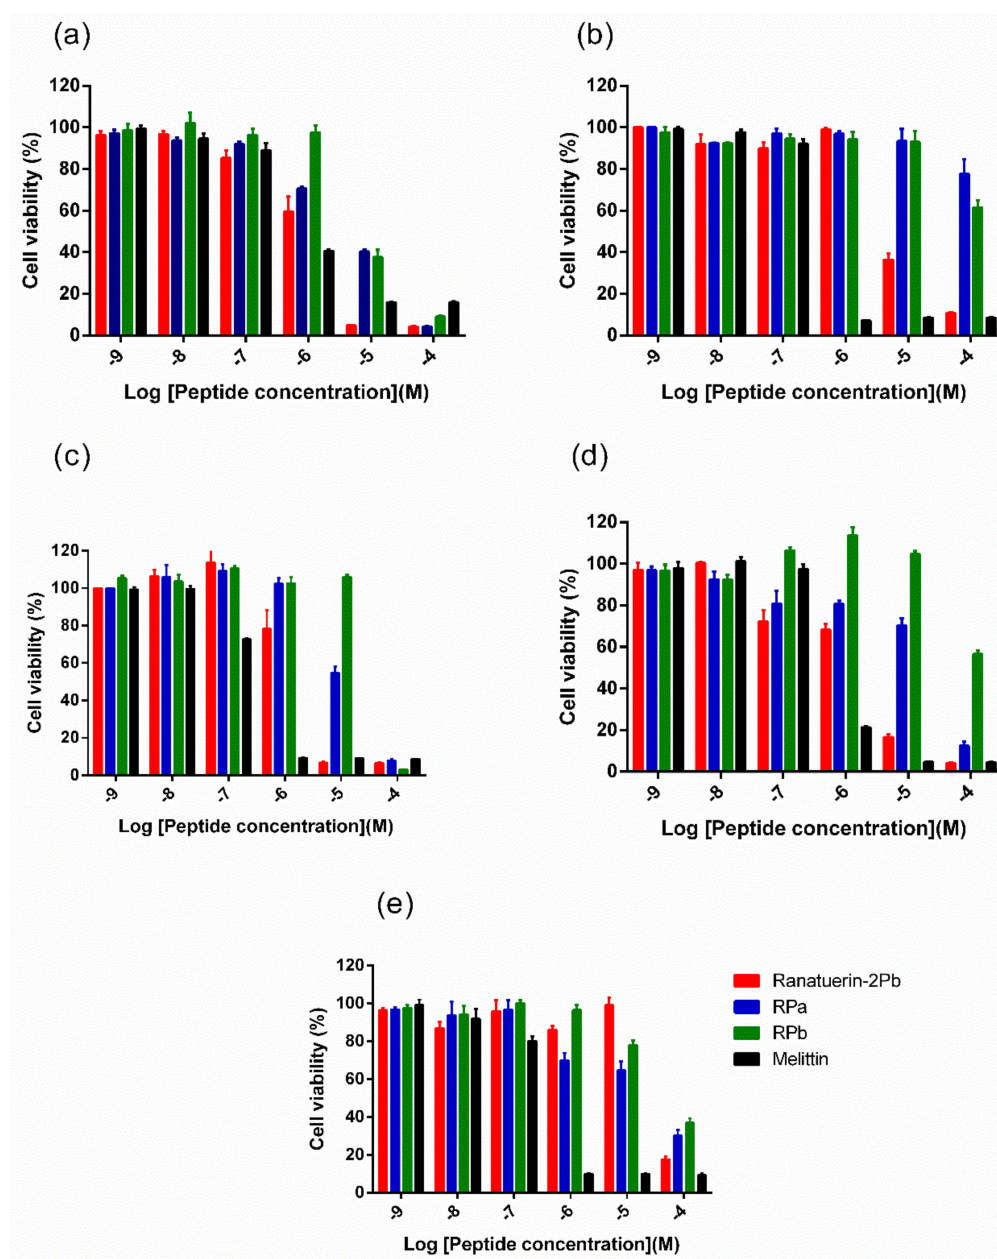 (a)
120
100
80
60
40
20
0
Cell viability (%)
-9 -8 -7 -6 -5 -4
Log [Peptide concentration](M)
(b)
120
100
80
60
40
20
0
Cell viability (%)
-9 -8 -7 -6 -5 -4
Log [Peptide concentration](M)
(c)
120
100
80
60
40
20
0
Cell viability (%)
-9 -8 -7 -6 -5 -4
Log [Peptide concentration](M)
(d)
120
100
80
60
40
20
0
Cell viability (%)
-9 -8 -7 -6 -5 -4
Log [Peptide concentration](M)
(e)
120
100
80
60
40
20
0
Cell viability (%)
-9 -8 -7 -6 -5 -4
Log [Peptide concentration](M)
Ranatuerin-2Pb
RPa
RPb
Melittin